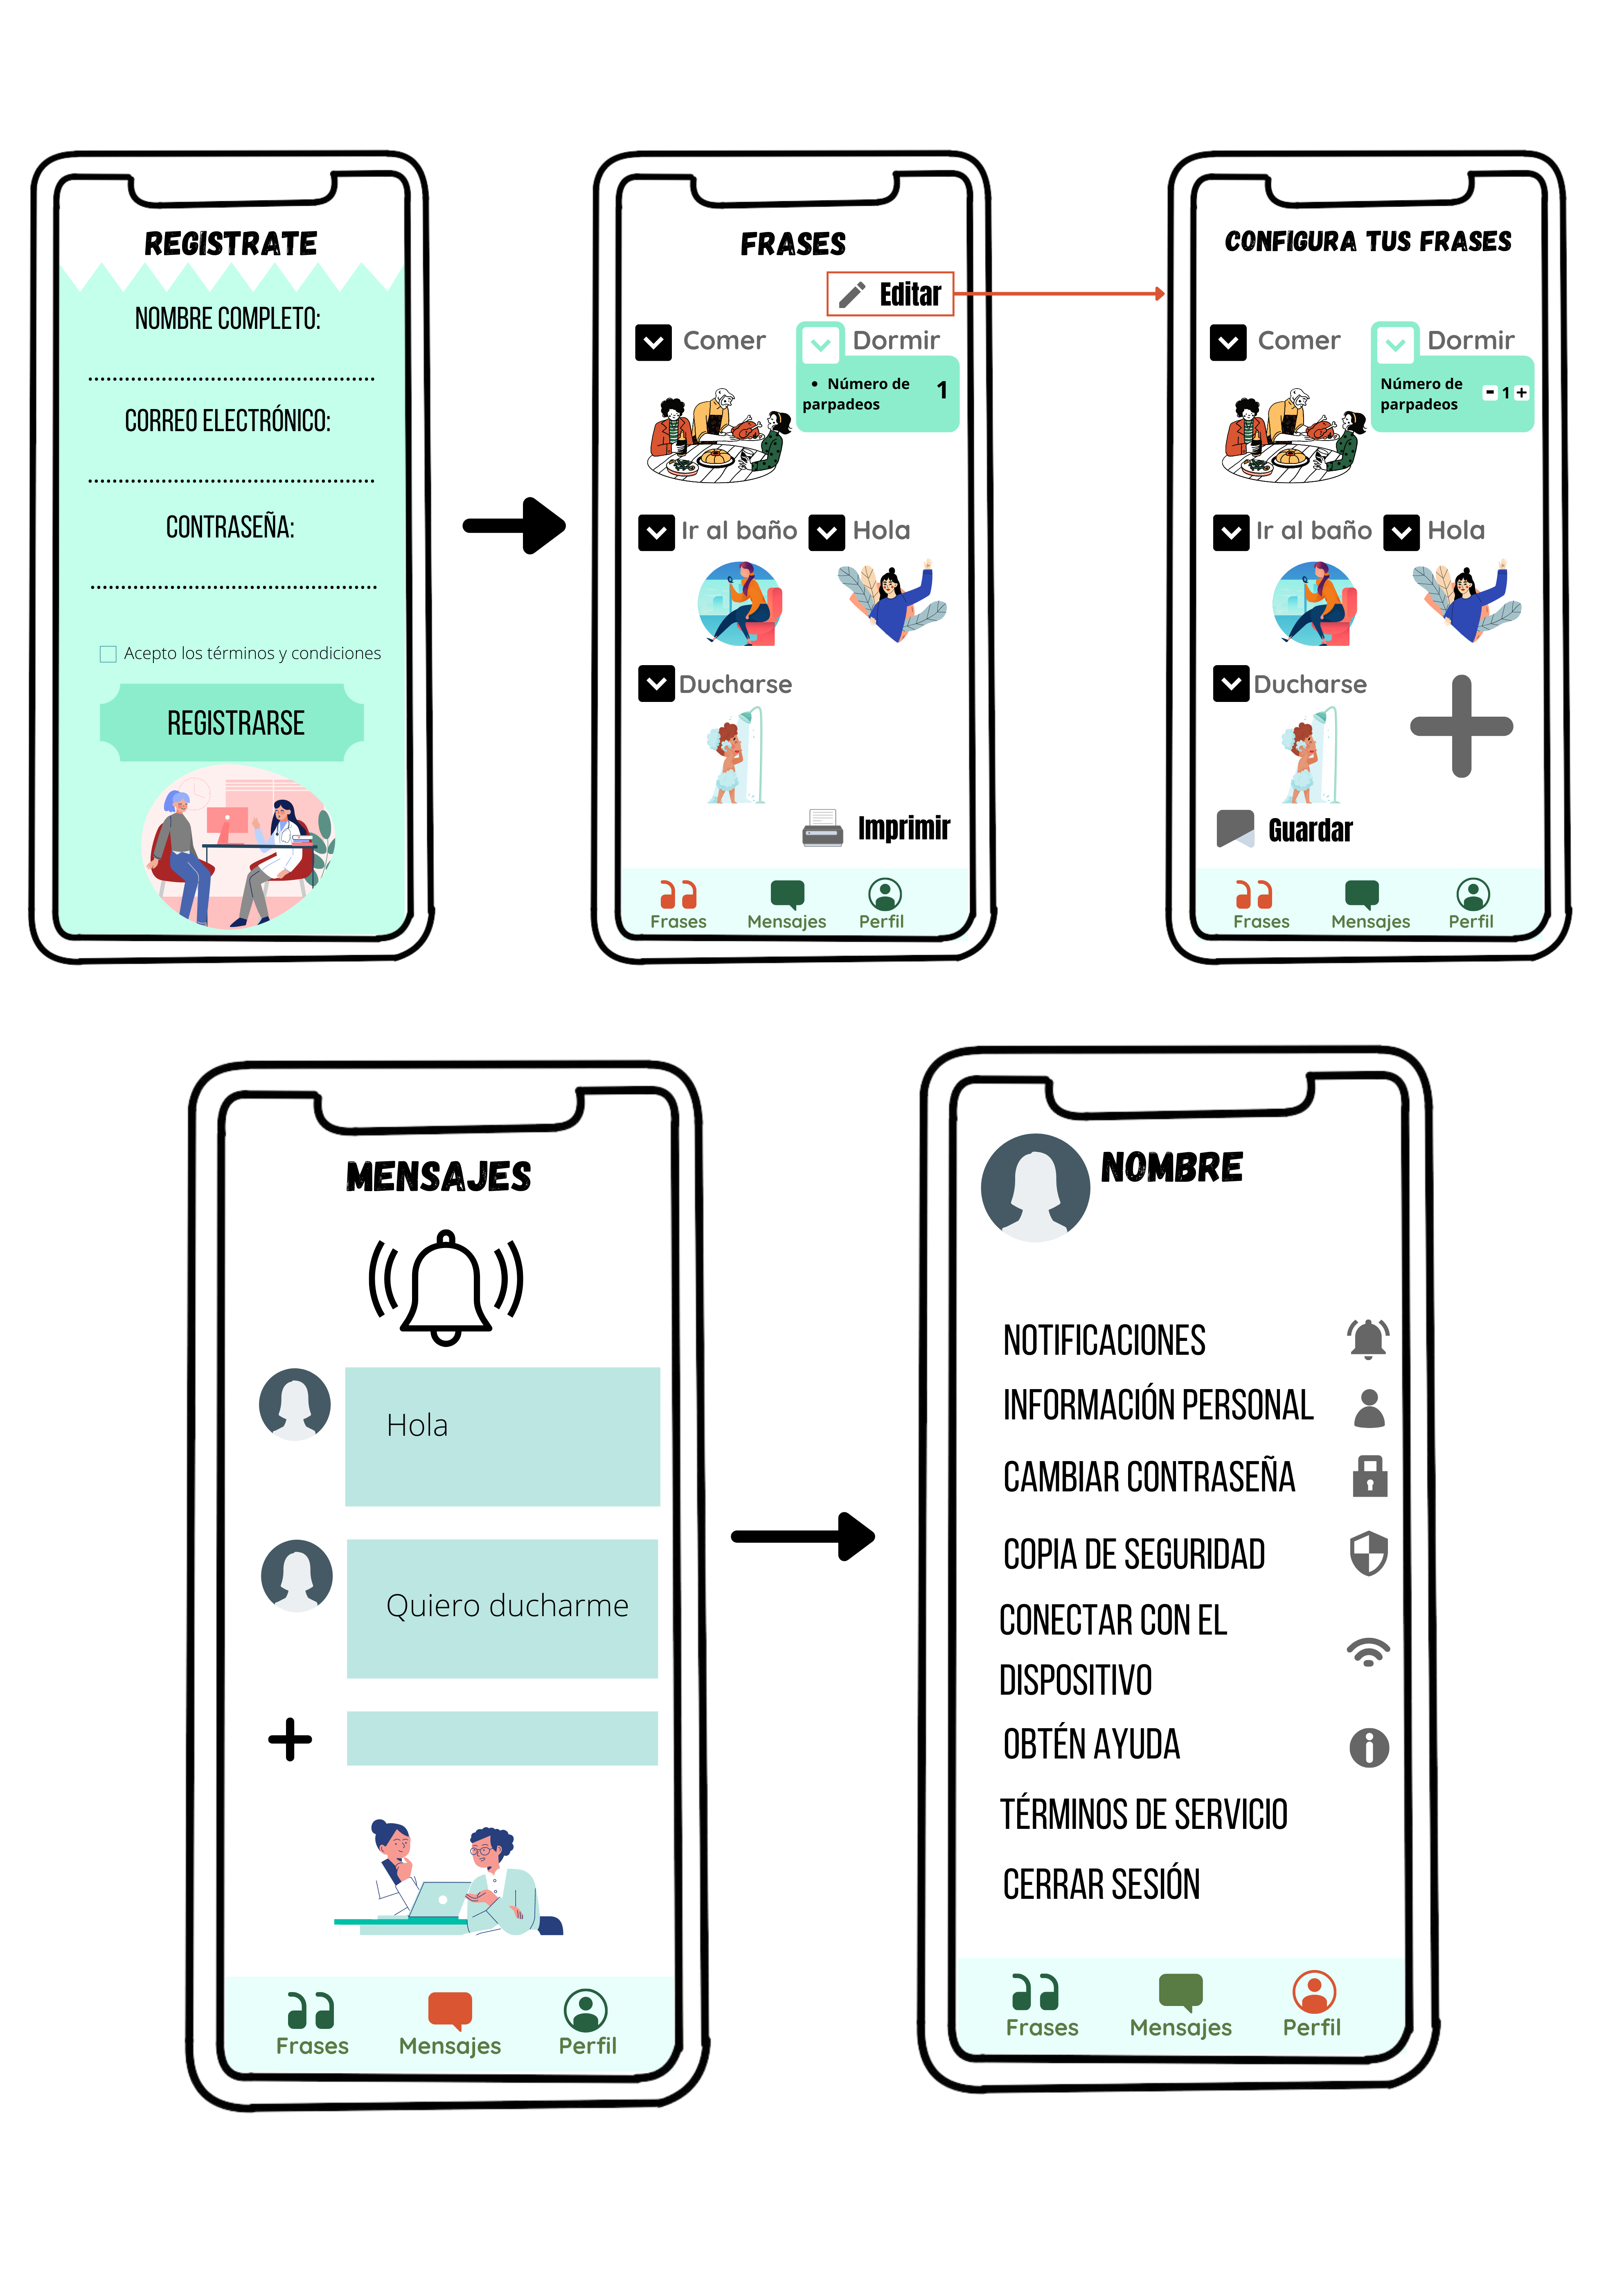 REGISTRATE
NOMBRE COMPLETO:
CORREO ELECTRÓNICO:
CONTRASEÑA:
Acepto los términos y condiciones
REGISTRARSE
FRASES
Editar
Comer
Dormir
• Número de
parpadeos
1
Ir al baño
Hola
Ducharse
Imprimir
Frases
Mensajes
Perfil
CONFIGURA TUS FRASES
Comer
Dormir
Número de
parpadeos
- 1 +
Ir al baño
Hola
Ducharse
Guardar
Frases
Mensajes
Perfil
MENSAJES
Hola
Quiero ducharme
Frases
Mensajes
Perfil
NOMBRE
NOTIFICACIONES
INFORMACIÓN PERSONAL
CAMBIAR CONTRASEÑA
COPIA DE SEGURIDAD
CONECTAR CON EL
DISPOSITIVO
OBTÉN AYUDA
TÉRMINOS DE SERVICIO
CERRAR SESIÓN
Frases
Mensajes
Perfil